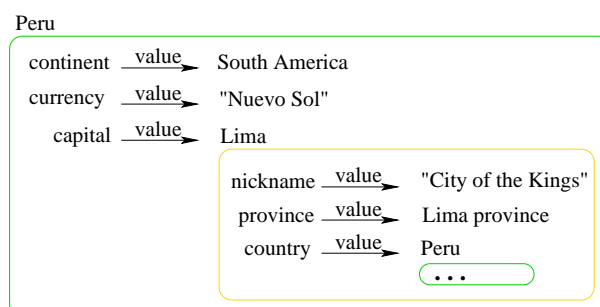 Peru
continent value South America
currency value "Nuevo Sol"
capital value Lima
nickname value "City of the Kings"
province value Lima province
country value Peru
...